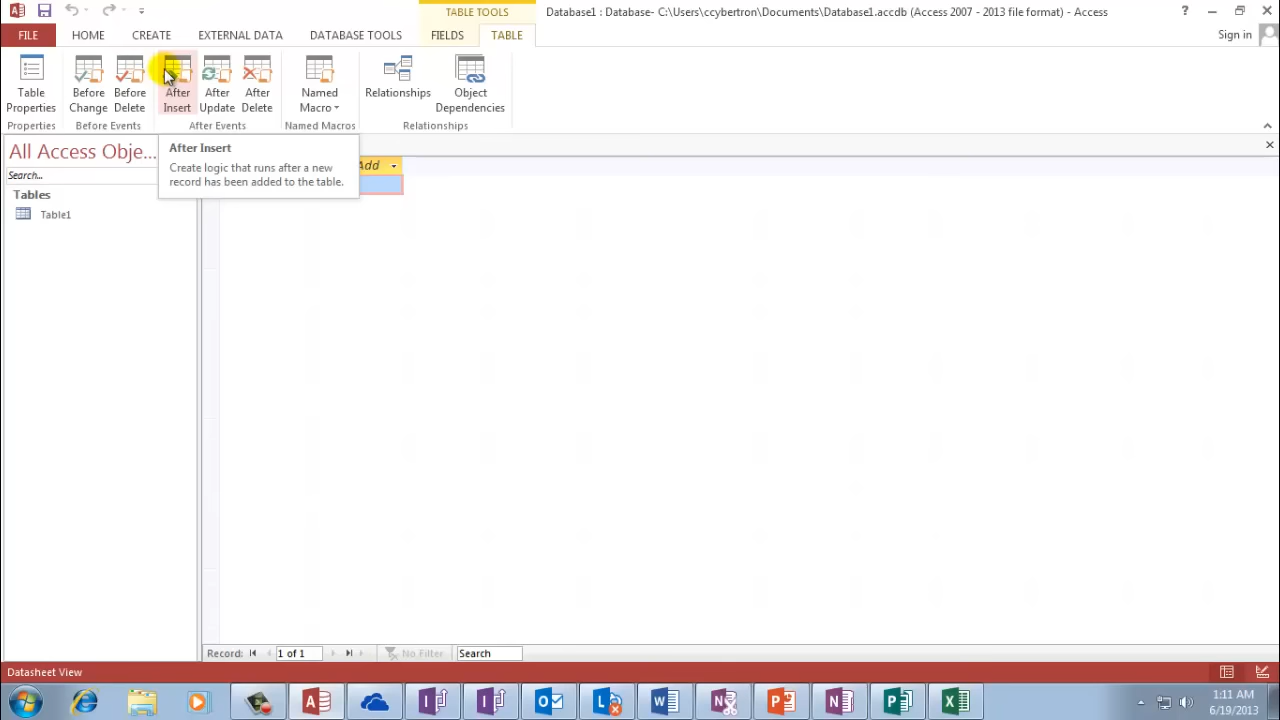 TABLE TOOLS
Database1 : Database- C:\Users\ccybertron\Documents\Database1.accdb (Access 2007 - 2013 file format) - Access
?
FILE
HOME
CREATE
EXTERNAL DATA
DATABASE TOOLS
FIELDS
TABLE
Sign in
Table
Properties
Before
Change
Before
Delete
After
Insert
After
Update
After
Delete
Named
Macro
Relationships
Object
Dependencies
Properties
Before Events
After Events
Named Macros
Relationships
All Access Obje...
Search...
Tables
Table1
After Insert
Create logic that runs after a new
record has been added to the table.
Add
Record:
1 of 1
No Filter
Search
Datasheet View
1:11 AM
6/19/2013